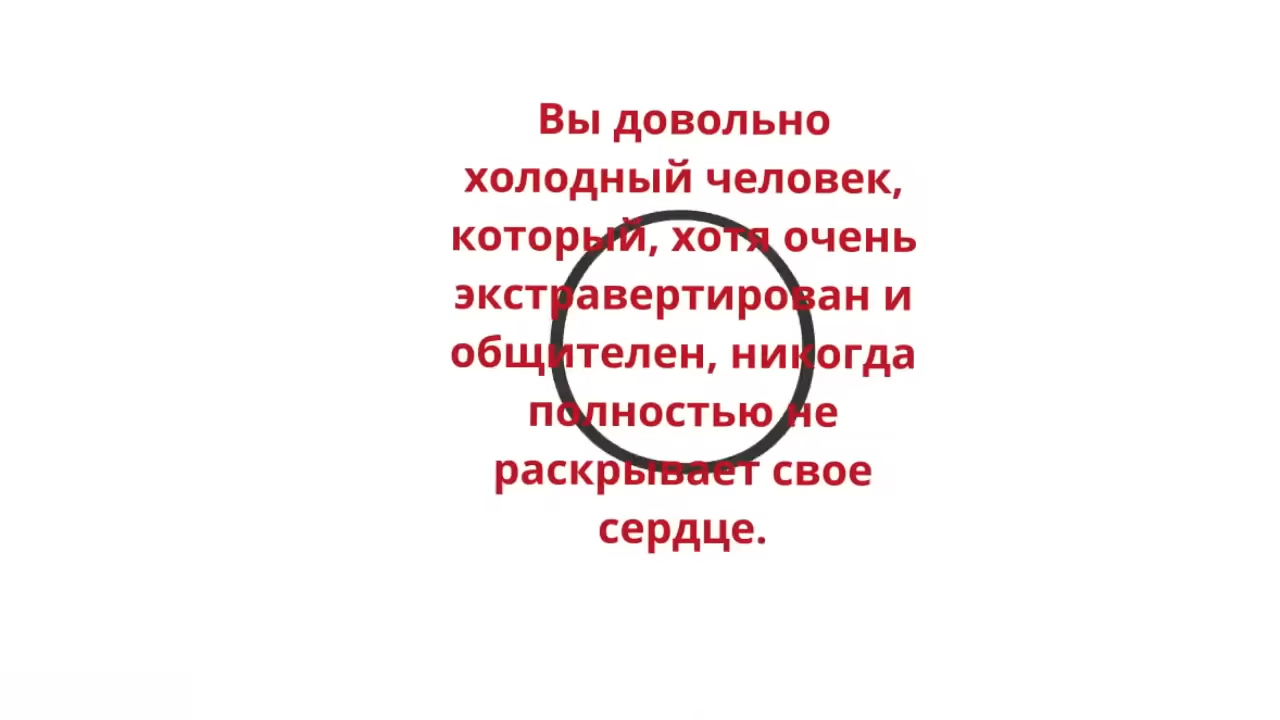 Вы довольно
холодный человек,
который, хотя очень
экстравертирован и
общителен, никогда
полностью не
раскрывает свое
сердце.